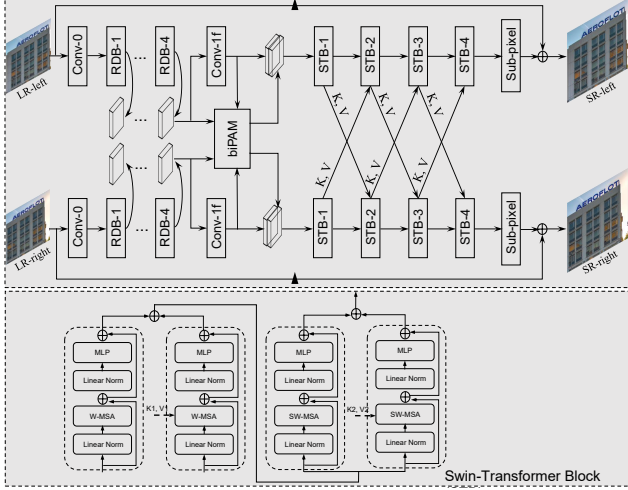 AEROFLOT
LR-left
Conv-0
RDB-1
...
RDB-4
Conv-1f
STB-1
STB-2
STB-3
STB-4
Sub-pixel
AEROFLOT
SR-left
K, V
K, V
K, V
biPAM
K, V
K, V
K, V
LR-right
Conv-0
RDB-1
...
RDB-4
Conv-1f
STB-1
STB-2
STB-3
STB-4
Sub-pixel
AEROFLOT
SR-right
MLP
Linear Norm
W-MSA
Linear Norm
K1, V1
MLP
Linear Norm
W-MSA
Linear Norm
MLP
Linear Norm
SW-MSA
Linear Norm
K2, V2
MLP
Linear Norm
SW-MSA
Linear Norm
Swin-Transformer Block